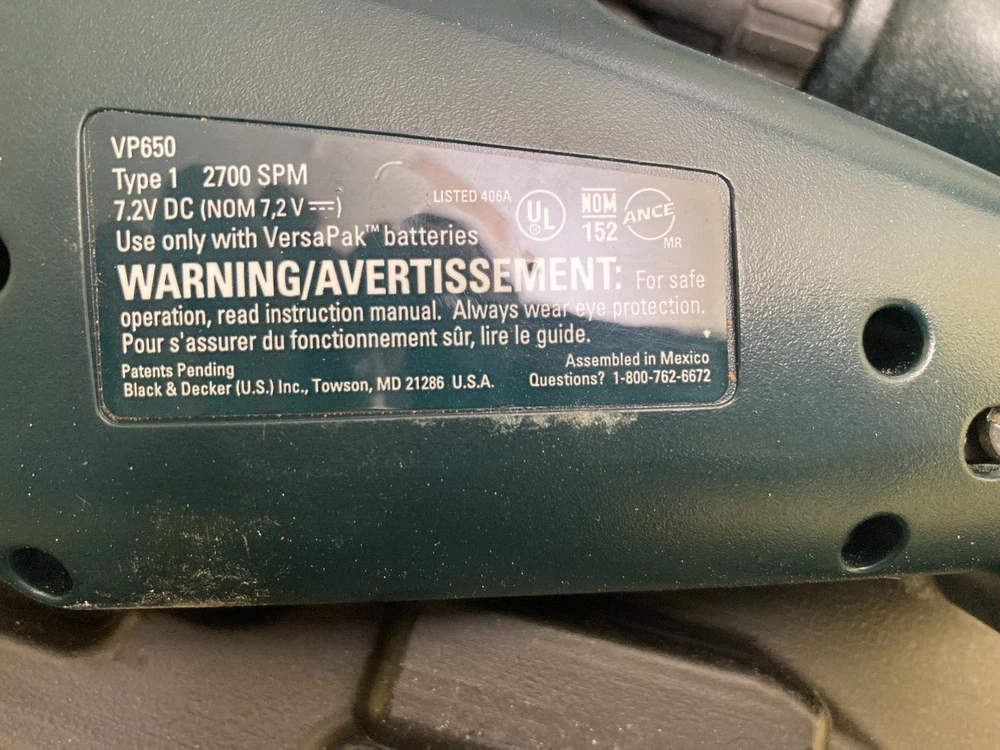 VP650
Type 1 2700 SPM
7.2V DC (NOM 7,2 V⎓)
LISTED 406A
UL
NOM
152
ANCE
MR
Use only with VersaPak™ batteries
WARNING/AVERTISSEMENT: For safe
operation, read instruction manual. Always wear eye protection.
Pour s'assurer du fonctionnement sûr, lire le guide.
Patents Pending
Black & Decker (U.S.) Inc., Towson, MD 21286 U.S.A.
Assembled in Mexico
Questions? 1-800-762-6672